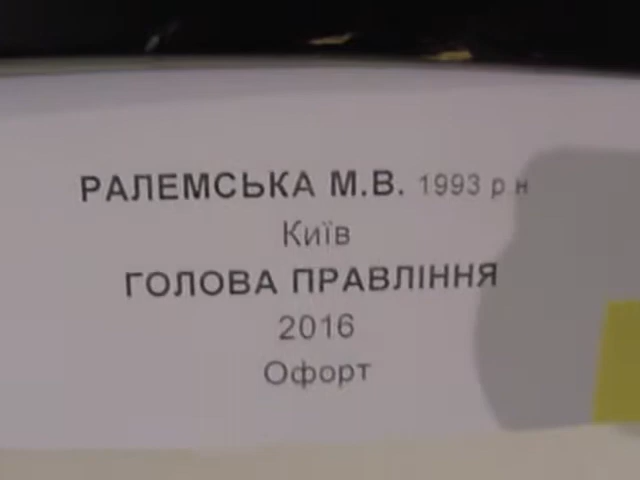 РАЛЕМСЬКА М.В. 1993 р н
Київ
ГОЛОВА ПРАВЛІННЯ
2016
Офорт